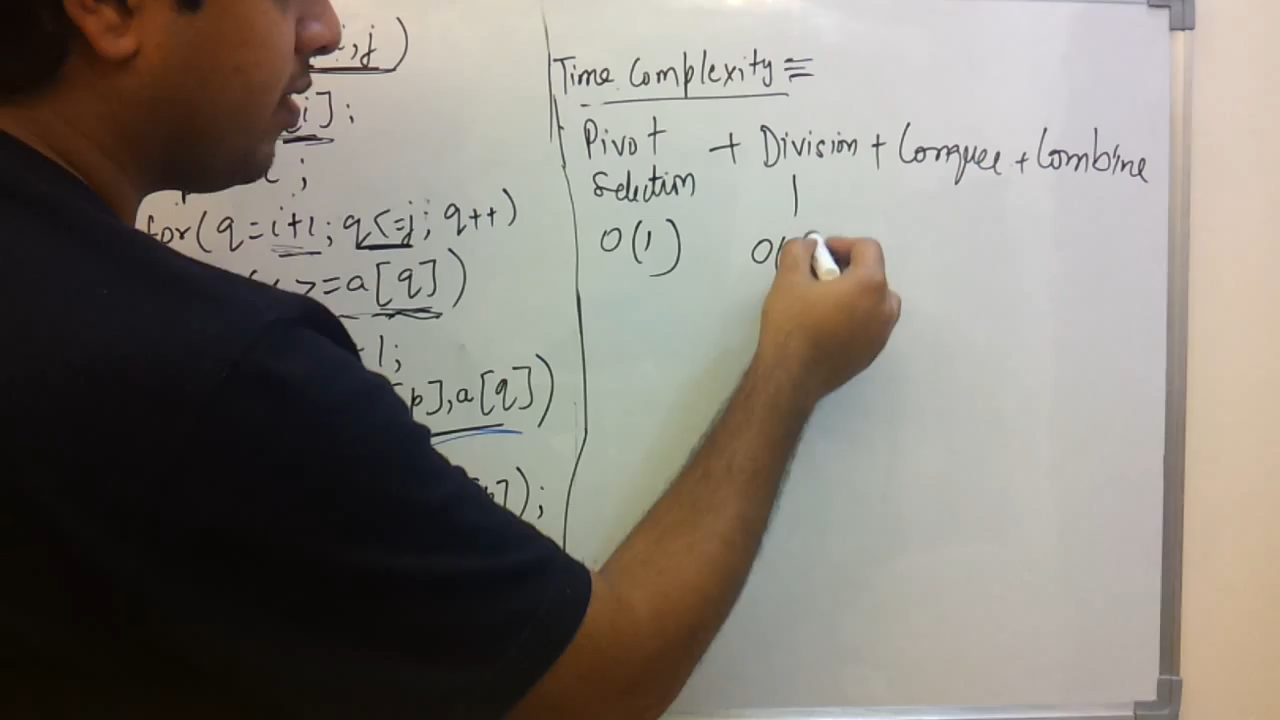 ,j)
i];
;
for(q=i+1; q<=j; q++)
>=a[q])
1;
p],a[q])
]);
Time Complexity =
Pivot + Division + Conquer + Combine
Selection
O(1) O(